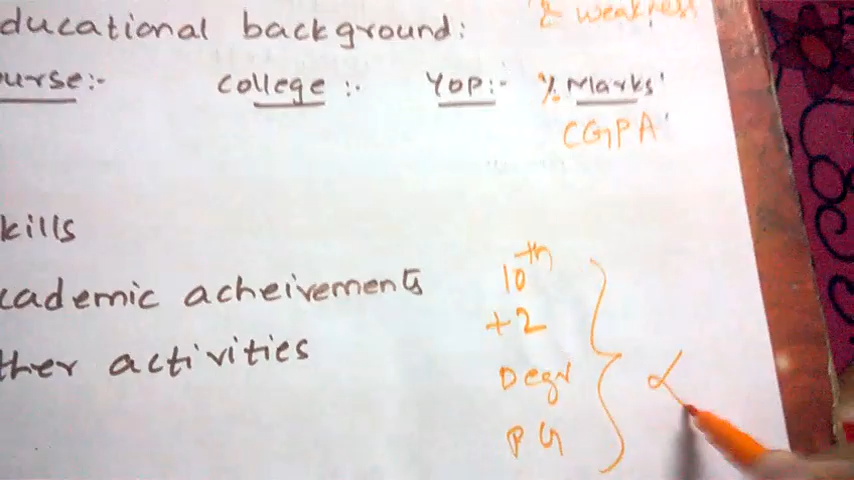 & weakness
ducational background:
urse:- College :- YOP:- % Marks'
CGPA'
kills
cademic acheivements
ther activities
10th
+2
Degr
PG